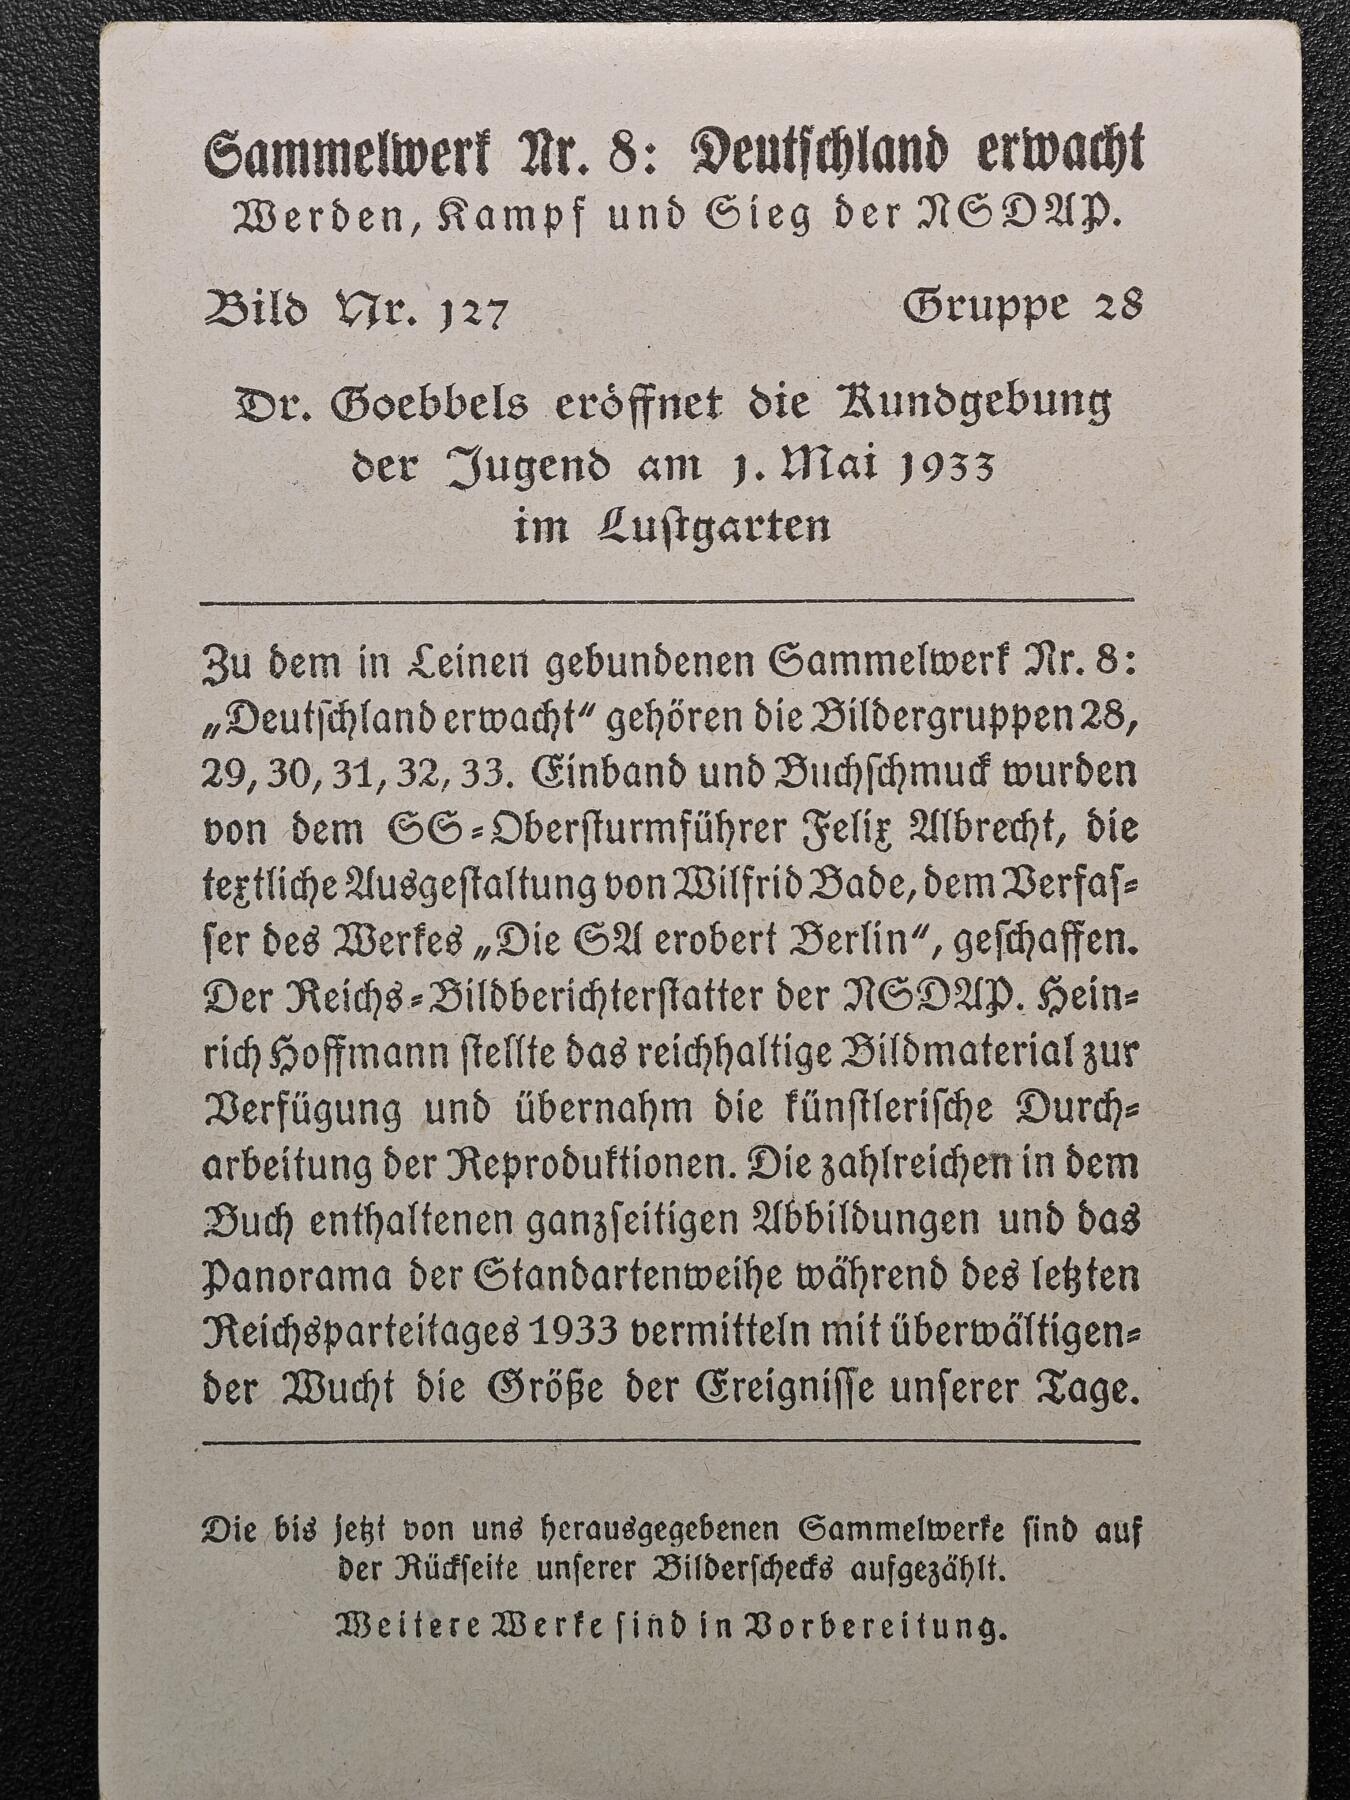 Sammelwerk Nr. 8: Deutschland erwacht
Werden, Kampf und Sieg der NSDAP.
Bild Nr. 127 Gruppe 28
Dr. Goebbels eröffnet die Kundgebung
der Jugend am 1. Mai 1933
im Lustgarten
Zu dem in Leinen gebundenen Sammelwerk Nr. 8:
„Deutschland erwacht“ gehören die Bildergruppen 28,
29, 30, 31, 32, 33. Einband und Buchschmuck wurden
von dem SS-Obersturmführer Felix Albrecht, die
textliche Ausgestaltung von Wilfrid Bade, dem Verfas-
ser des Werkes „Die SA erobert Berlin“, geschaffen.
Der Reichs-Bildberichterstatter der NSDAP. Hein-
rich Hoffmann stellte das reichhaltige Bildmaterial zur
Verfügung und übernahm die künstlerische Durch-
arbeitung der Reproduktionen. Die zahlreichen in dem
Buch enthaltenen ganzseitigen Abbildungen und das
Panorama der Standartenweihe während des letzten
Reichsparteitages 1933 vermitteln mit überwältigen-
der Wucht die Größe der Ereignisse unserer Tage.
Die bis jetzt von uns herausgegebenen Sammelwerke sind auf
der Rückseite unserer Bilderschecks aufgezählt.
Weitere Werke sind in Vorbereitung.